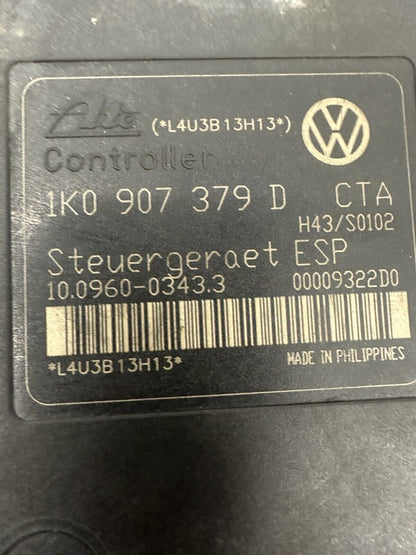 Ate (*L4U3B13H13*)
Controller
1K0 907 379 D CTA
H43/S0102
Steuergeraet ESP
10.0960-0343.3 00009322D0
*L4U3B13H13*
MADE IN PHILIPPINES